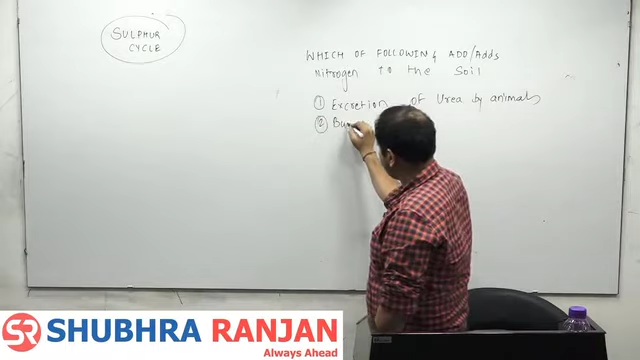 SULPHUR
CYCLE
WHICH OF FOLLOWING ADD/Adds
Nitrogen TO the Soil
① Excretion of Urea by animals
② Bu
SR SHUBHRA RANJAN
Always Ahead